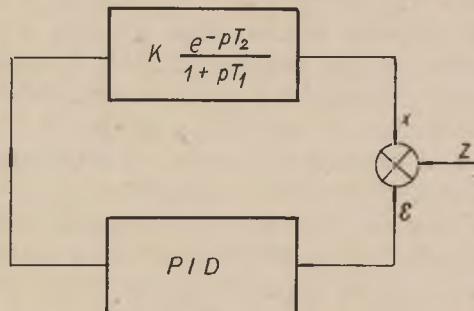 K e^{-pT_2} / 1 + pT_1
x
Z
ε
PID